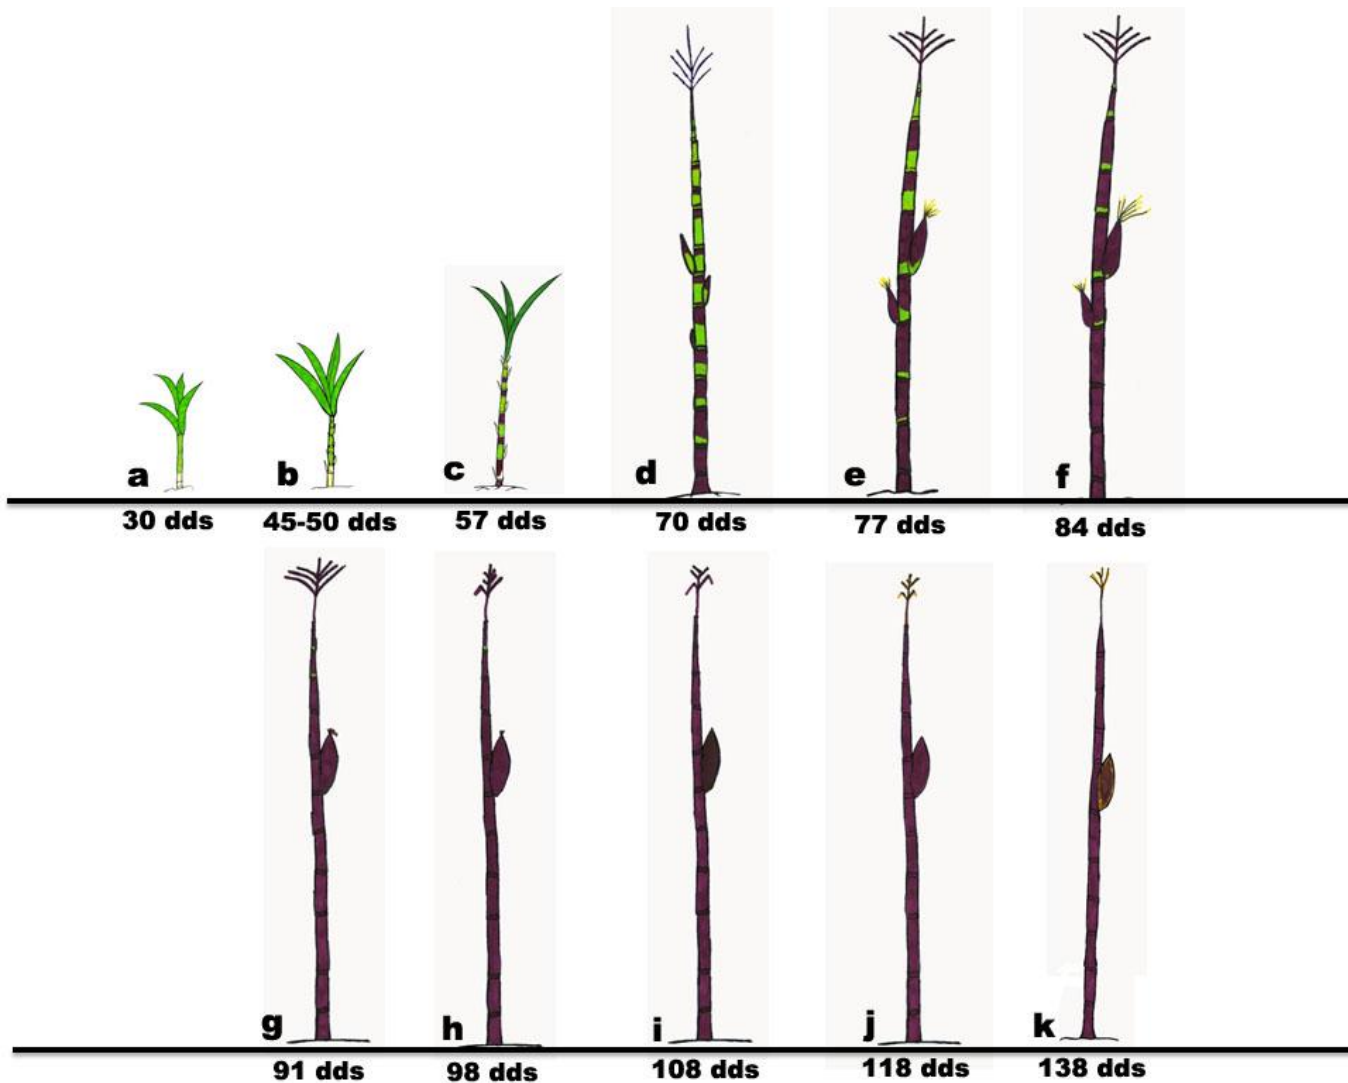 a b c d e f
30 dds 45-50 dds 57 dds 70 dds 77 dds 84 dds
g h i j k
91 dds 98 dds 108 dds 118 dds 138 dds